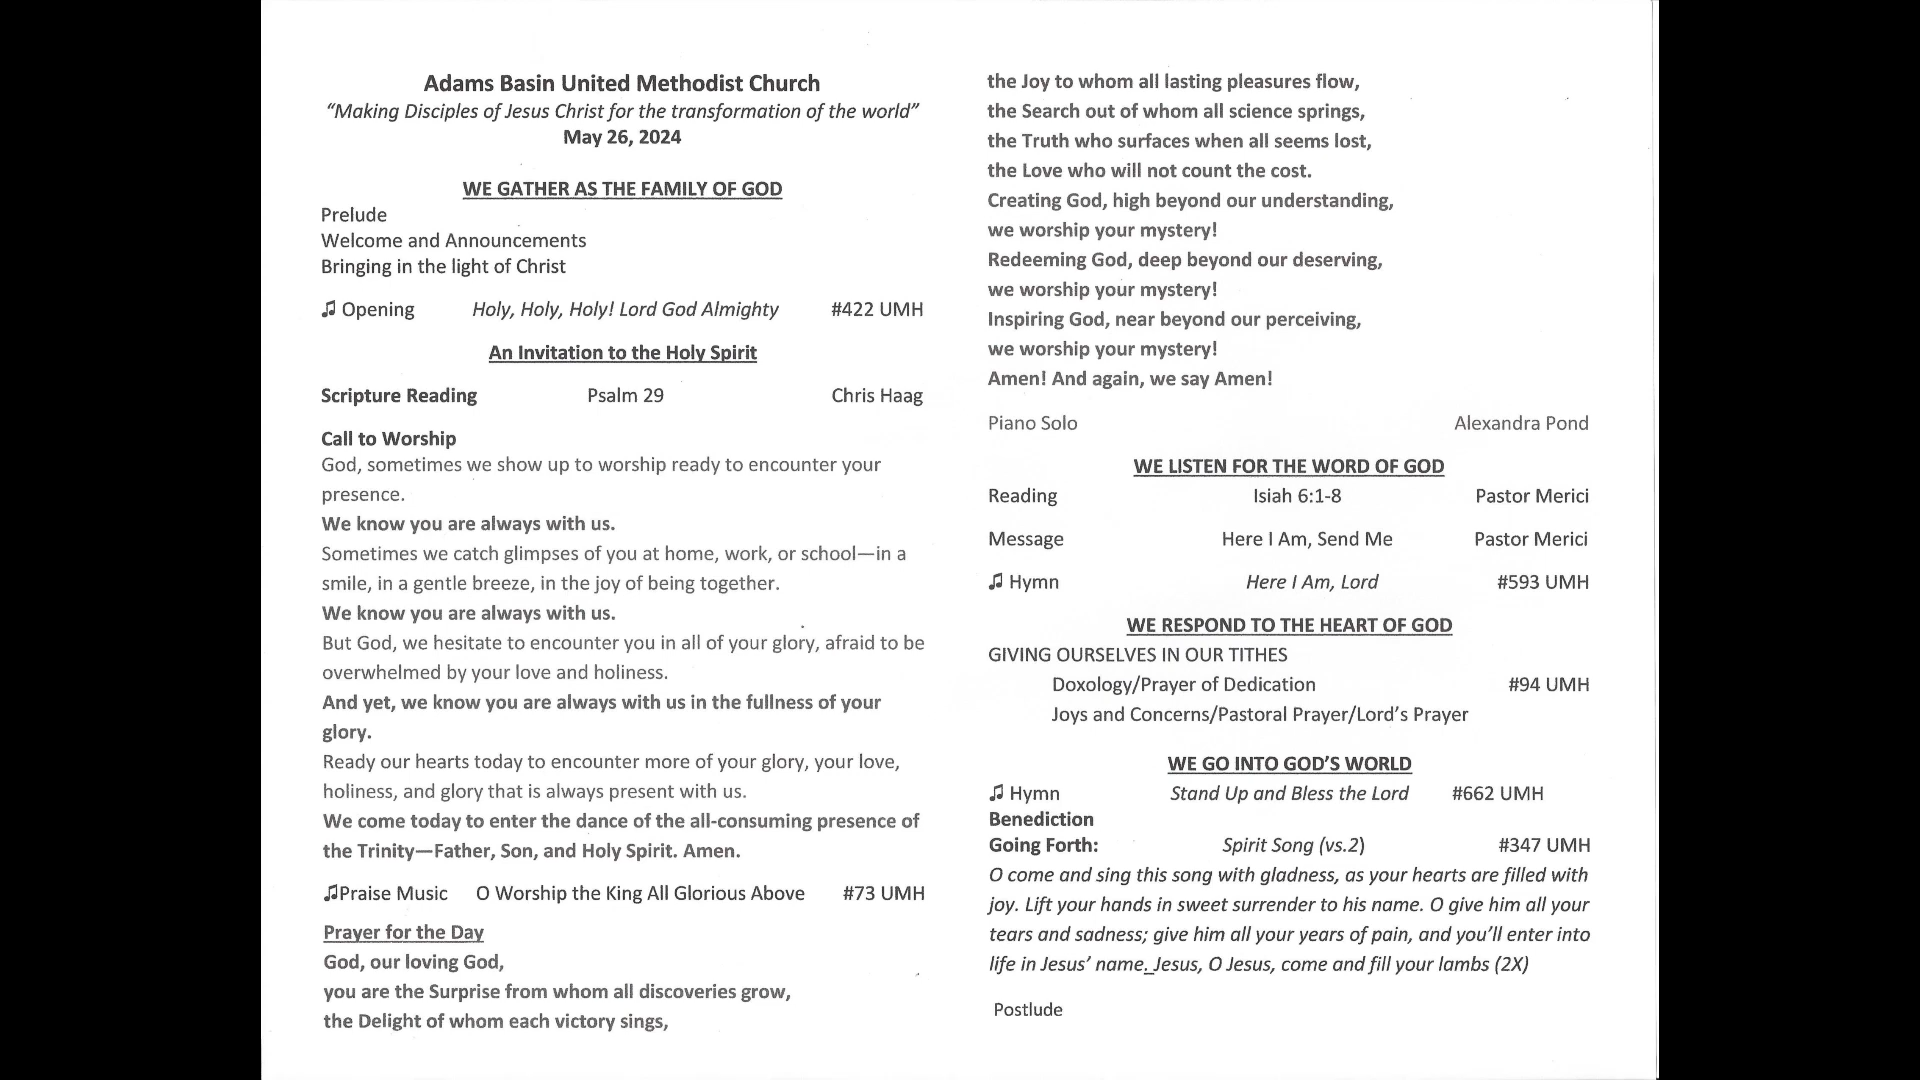 Adams Basin United Methodist Church
“Making Disciples of Jesus Christ for the transformation of the world”
May 26, 2024
WE GATHER AS THE FAMILY OF GOD
Prelude
Welcome and Announcements
Bringing in the light of Christ
♫ Opening Holy, Holy, Holy! Lord God Almighty #422 UMH
An Invitation to the Holy Spirit
Scripture Reading Psalm 29 Chris Haag
Call to Worship
God, sometimes we show up to worship ready to encounter your
presence.
We know you are always with us.
Sometimes we catch glimpses of you at home, work, or school—in a
smile, in a gentle breeze, in the joy of being together.
We know you are always with us.
But God, we hesitate to encounter you in all of your glory, afraid to be
overwhelmed by your love and holiness.
And yet, we know you are always with us in the fullness of your
glory.
Ready our hearts today to encounter more of your glory, your love,
holiness, and glory that is always present with us.
We come today to enter the dance of the all-consuming presence of
the Trinity—Father, Son, and Holy Spirit. Amen.
♫Praise Music O Worship the King All Glorious Above #73 UMH
Prayer for the Day
God, our loving God,
you are the Surprise from whom all discoveries grow,
the Delight of whom each victory sings,
the Joy to whom all lasting pleasures flow,
the Search out of whom all science springs,
the Truth who surfaces when all seems lost,
the Love who will not count the cost.
Creating God, high beyond our understanding,
we worship your mystery!
Redeeming God, deep beyond our deserving,
we worship your mystery!
Inspiring God, near beyond our perceiving,
we worship your mystery!
Amen! And again, we say Amen!
Piano Solo Alexandra Pond
WE LISTEN FOR THE WORD OF GOD
Reading Isiah 6:1-8 Pastor Merici
Message Here I Am, Send Me Pastor Merici
♫ Hymn Here I Am, Lord #593 UMH
WE RESPOND TO THE HEART OF GOD
GIVING OURSELVES IN OUR TITHES
Doxology/Prayer of Dedication #94 UMH
Joys and Concerns/Pastoral Prayer/Lord’s Prayer
WE GO INTO GOD’S WORLD
♫ Hymn Stand Up and Bless the Lord #662 UMH
Benediction
Going Forth: Spirit Song (vs.2) #347 UMH
O come and sing this song with gladness, as your hearts are filled with
joy. Lift your hands in sweet surrender to his name. O give him all your
tears and sadness; give him all your years of pain, and you’ll enter into
life in Jesus’ name._Jesus, O Jesus, come and fill your lambs (2X)
Postlude